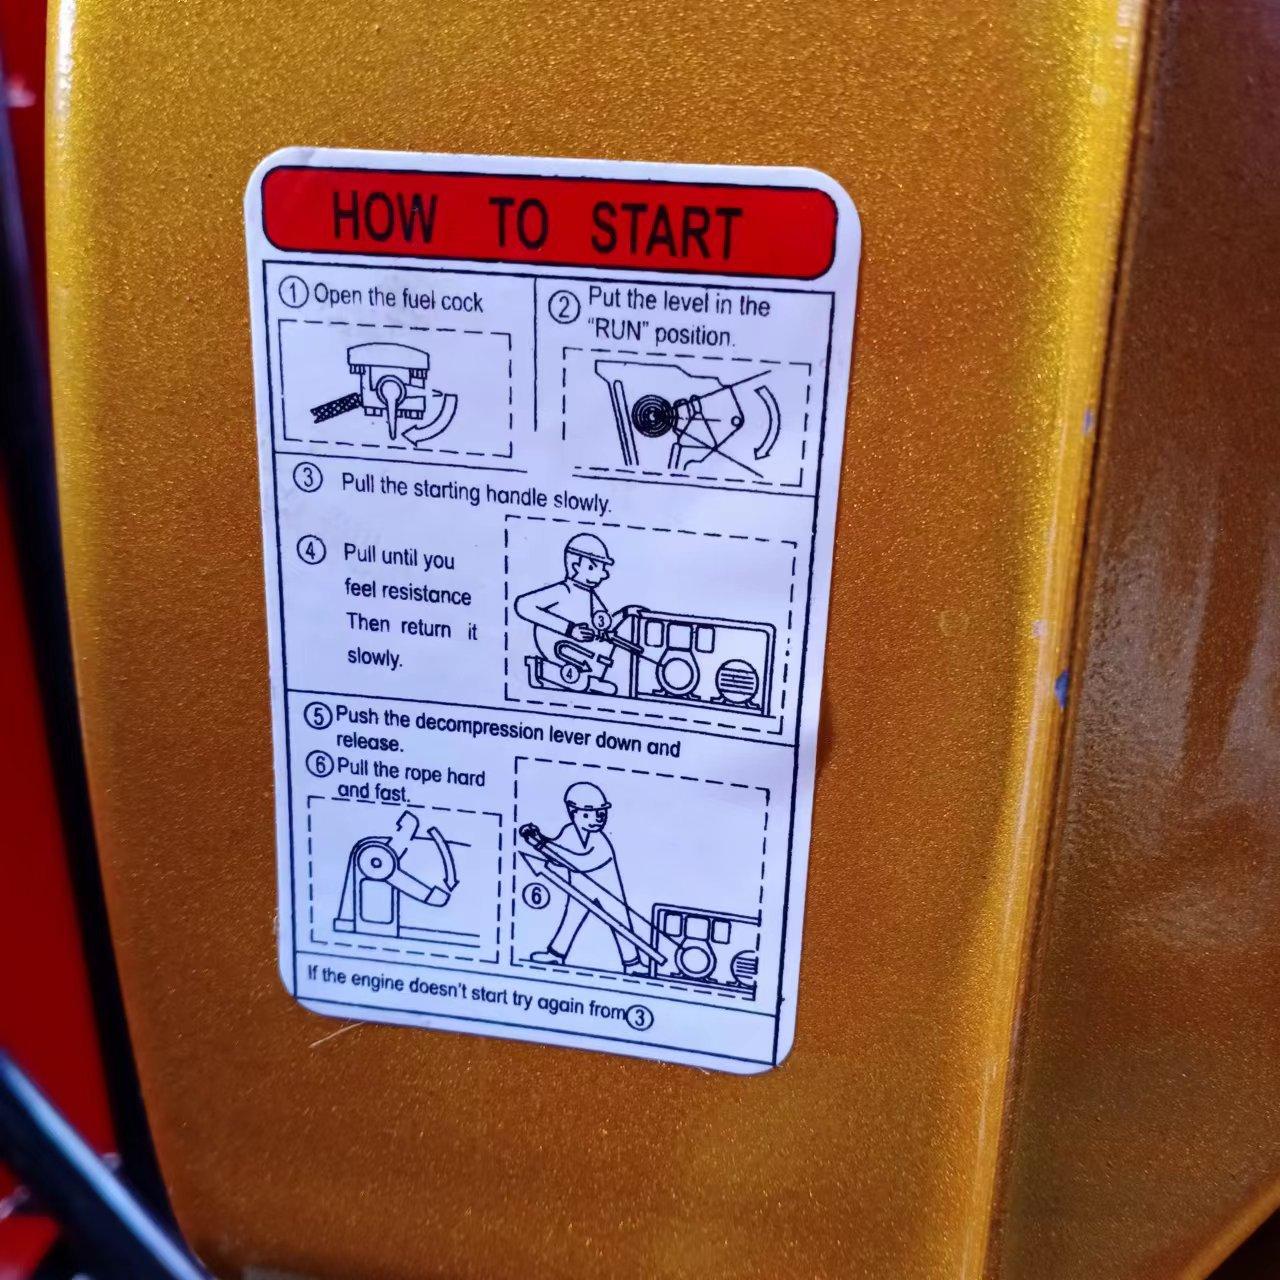 HOW TO START
① Open the fuel cock
② Put the level in the
“RUN” position.
③ Pull the starting handle slowly.
④ Pull until you
feel resistance
Then return it
slowly.
3
4
⑤ Push the decompression lever down and
release.
⑥ Pull the rope hard
and fast.
⑥
If the engine doesn't start try again from ③